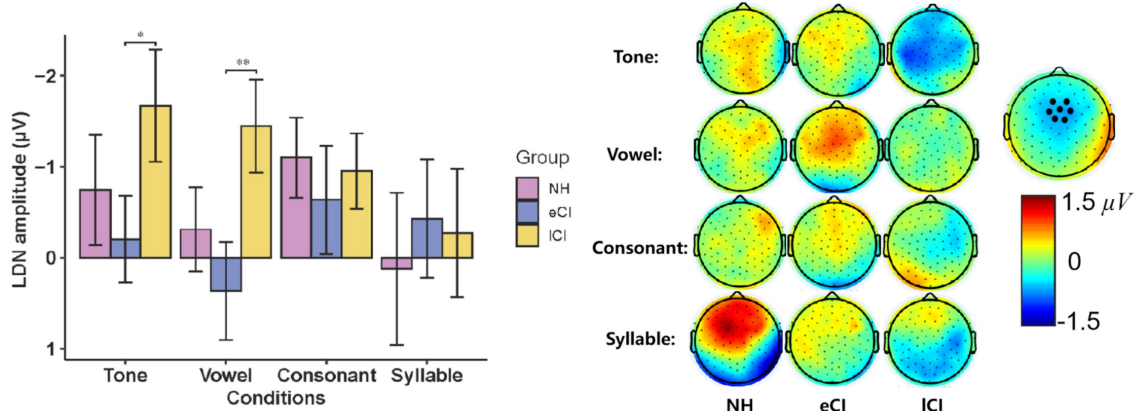 LDN amplitude (μV)
−2
−1
0
1
*
**
Tone
Vowel
Consonant
Syllable
Conditions
Group
NH
eCI
lCI
Tone:
Vowel:
Consonant:
Syllable:
NH
eCI
lCI
1.5 μV
0
-1.5